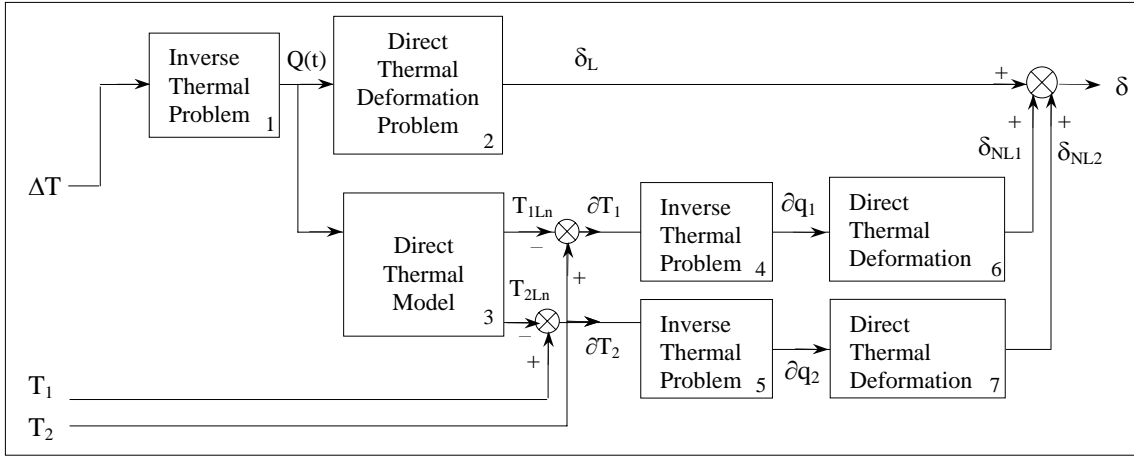 Inverse
Thermal
Problem
1
Q(t)
Direct
Thermal
Deformation
Problem
2
δL
+
δ
+
+
δNL1
δNL2
ΔT
Direct
Thermal
Model
3
T1Ln
−
∂T1
+
Inverse
Thermal
Problem
4
∂q1
Direct
Thermal
Deformation
6
T2Ln
−
+
∂T2
Inverse
Thermal
Problem
5
∂q2
Direct
Thermal
Deformation
7
T1
T2